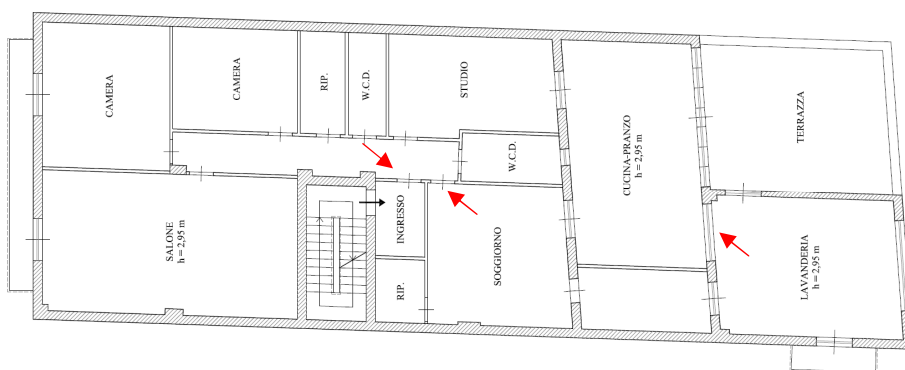 CAMERA
CAMERA
RIP.
W.C.D.
STUDIO
CUCINA-PRANZO
h = 2,95 m
TERRAZZA
W.C.D.
SALONE
h = 2,95 m
INGRESSO
RIP.
SOGGIORNO
LAVANDERIA
h = 2,95 m